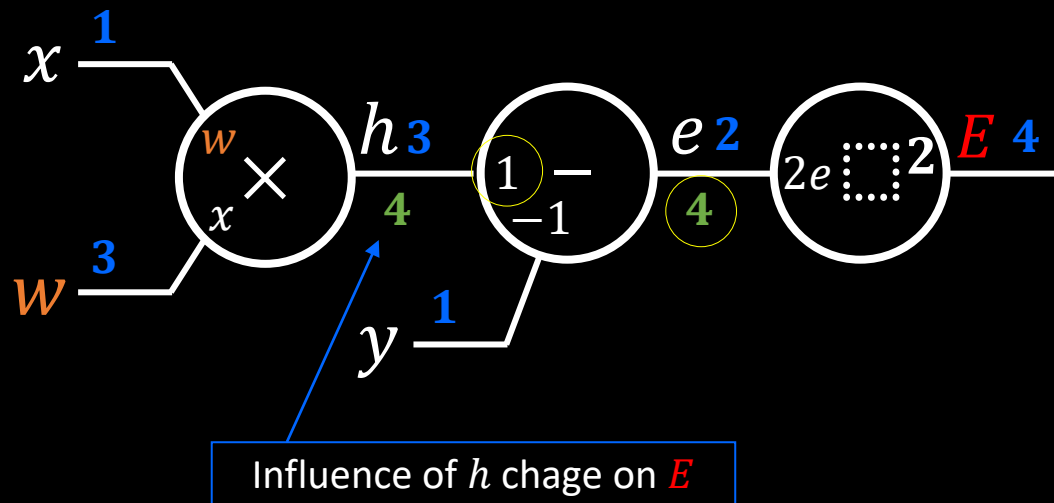 x 1
w 3
w
x
×
h 3
4
1 −
−1
y 1
e 2
4
2e 2
E 4
Influence of h chage on E